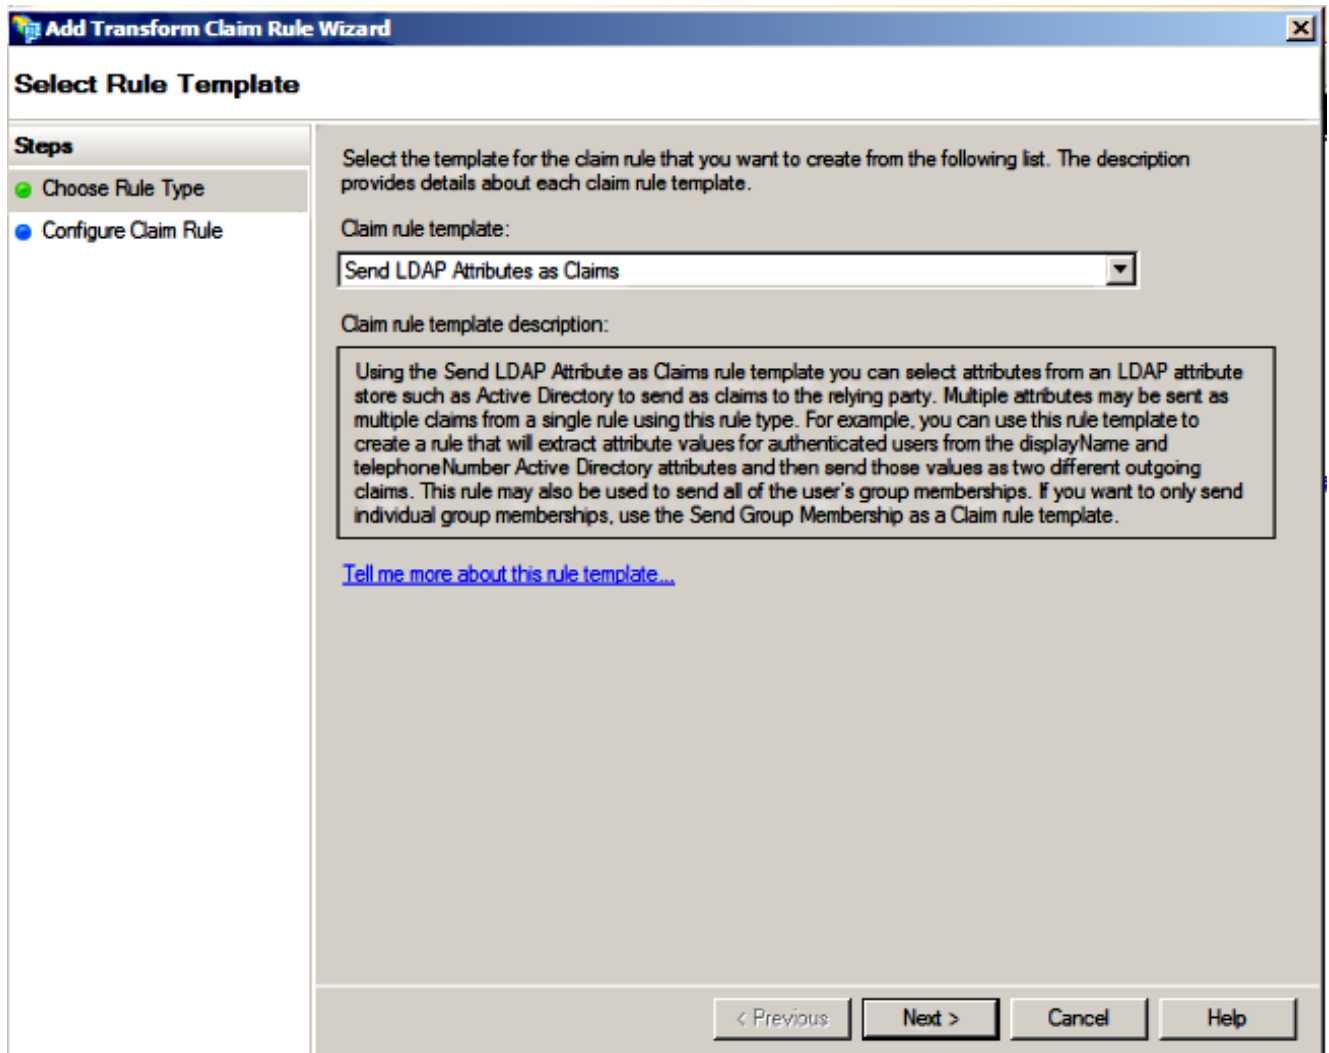 Add Transform Claim Rule Wizard
Select Rule Template
Steps
Choose Rule Type
Configure Claim Rule
Select the template for the claim rule that you want to create from the following list. The description
provides details about each claim rule template.
Claim rule template:
Send LDAP Attributes as Claims
Claim rule template description:
Using the Send LDAP Attribute as Claims rule template you can select attributes from an LDAP attribute
store such as Active Directory to send as claims to the relying party. Multiple attributes may be sent as
multiple claims from a single rule using this rule type. For example, you can use this rule template to
create a rule that will extract attribute values for authenticated users from the displayName and
telephoneNumber Active Directory attributes and then send those values as two different outgoing
claims. This rule may also be used to send all of the user's group memberships. If you want to only send
individual group memberships, use the Send Group Membership as a Claim rule template.
Tell me more about this rule template...
< Previous
Next >
Cancel
Help